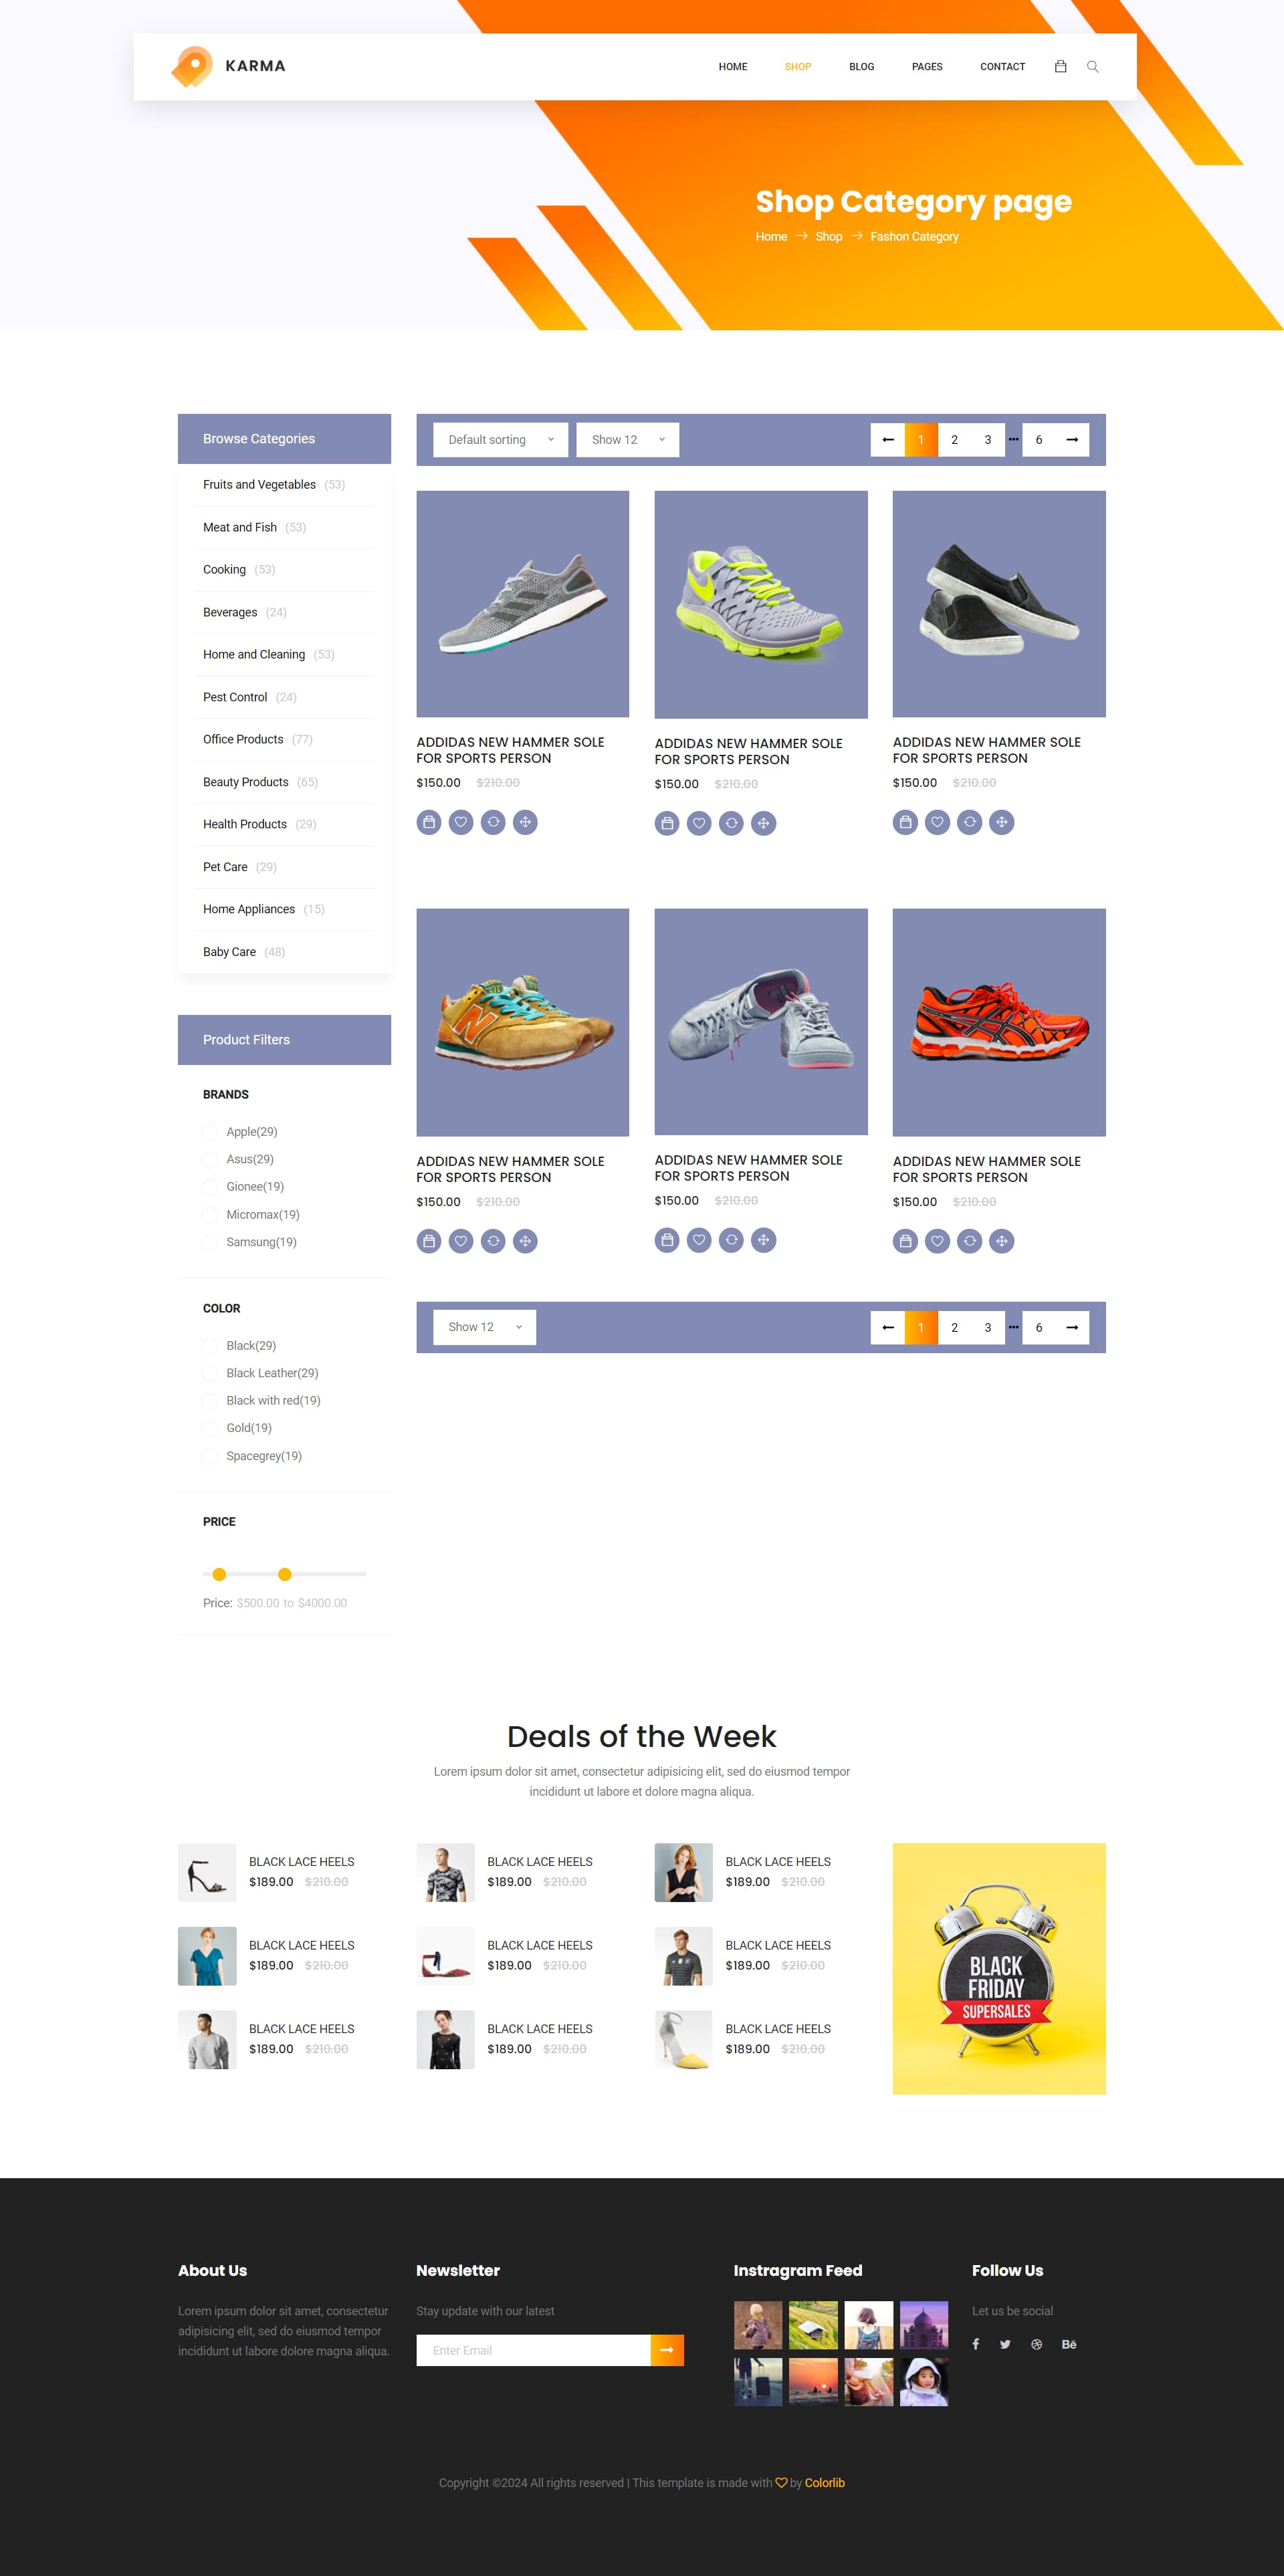 KARMA
HOME SHOP BLOG PAGES CONTACT
Shop Category page
Home → Shop → Fashon Category
Browse Categories
Fruits and Vegetables (53)
Meat and Fish (53)
Cooking (53)
Beverages (24)
Home and Cleaning (53)
Pest Control (24)
Office Products (77)
Beauty Products (65)
Health Products (29)
Pet Care (29)
Home Appliances (15)
Baby Care (48)
Product Filters
BRANDS
Apple(29)
Asus(29)
Gionee(19)
Micromax(19)
Samsung(19)
COLOR
Black(29)
Black Leather(29)
Black with red(19)
Gold(19)
Spacegrey(19)
PRICE
Price: $500.00 to $4000.00
Default sorting Show 12 1 2 3 ... 6
ADDIDAS NEW HAMMER SOLE
FOR SPORTS PERSON
$150.00 $210.00
ADDIDAS NEW HAMMER SOLE
FOR SPORTS PERSON
$150.00 $210.00
ADDIDAS NEW HAMMER SOLE
FOR SPORTS PERSON
$150.00 $210.00
N
ADDIDAS NEW HAMMER SOLE
FOR SPORTS PERSON
$150.00 $210.00
ADDIDAS NEW HAMMER SOLE
FOR SPORTS PERSON
$150.00 $210.00
ADDIDAS NEW HAMMER SOLE
FOR SPORTS PERSON
$150.00 $210.00
Show 12 1 2 3 ... 6
Deals of the Week
Lorem ipsum dolor sit amet, consectetur adipisicing elit, sed do eiusmod tempor
incididunt ut labore et dolore magna aliqua.
BLACK LACE HEELS
$189.00 $210.00
BLACK LACE HEELS
$189.00 $210.00
BLACK LACE HEELS
$189.00 $210.00
BLACK LACE HEELS
$189.00 $210.00
BLACK LACE HEELS
$189.00 $210.00
BLACK LACE HEELS
$189.00 $210.00
BLACK LACE HEELS
$189.00 $210.00
BLACK LACE HEELS
$189.00 $210.00
BLACK LACE HEELS
$189.00 $210.00
BLACK
FRIDAY
SUPERSALES
About Us
Lorem ipsum dolor sit amet, consectetur
adipisicing elit, sed do eiusmod tempor
incididunt ut labore dolore magna aliqua.
Newsletter
Stay update with our latest
Enter Email
Instragram Feed
Follow Us
Let us be social
Bē
Copyright ©2024 All rights reserved | This template is made with ♡ by Colorlib